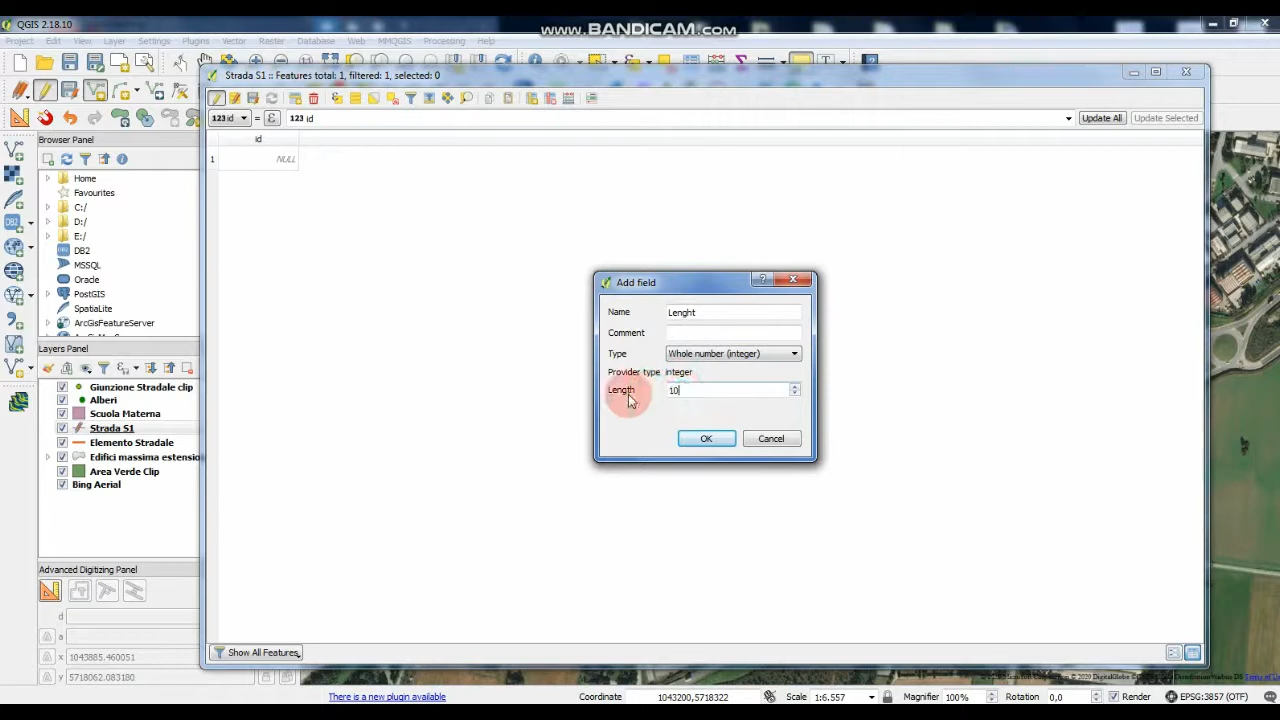 QGIS 2.18.10
www.BANDICAM.com
Project Edit View Layer Settings Plugins Vector Raster Database Web MMQGIS Processing Help
Strada S1 :: Features total: 1, filtered: 1, selected: 0
123 id = ε 123 id Update All Update Selected
id
1 NULL
Browser Panel
Home
Favourites
C:/
D:/
E:/
DB2
MSSQL
Oracle
PostGIS
SpatiaLite
ArcGisFeatureServer
Layers Panel
Giunzione Stradale clip
Alberi
Scuola Materna
Strada S1
Elemento Stradale
Edifici massima estensio
Area Verde Clip
Bing Aerial
Add field
Name Lenght
Comment
Type Whole number (integer)
Provider type integer
Length 10
OK Cancel
Advanced Digitizing Panel
d
a
x 1043885.460051
y 5718062.083180
Show All Features
There is a new plugin available Coordinate 1043200,5718322 Scale 1:6.557 Magnifier 100% Rotation 0,0 Render EPSG:3857 (OTF)